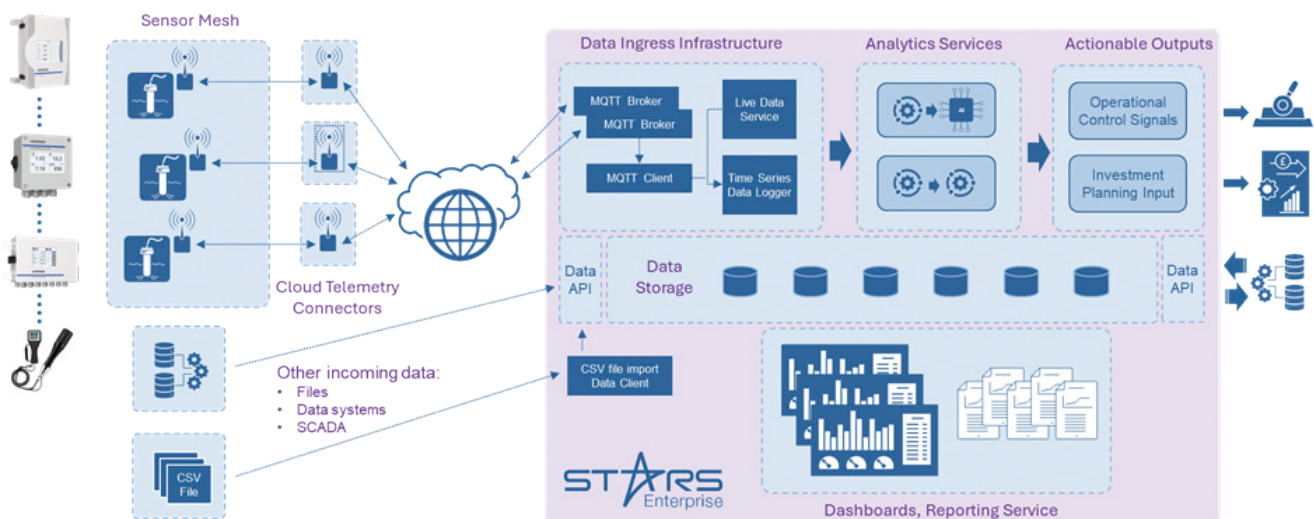 Sensor Mesh
Cloud Telemetry
Connectors
Other incoming data:
• Files
• Data systems
• SCADA
CSV
File
Data Ingress Infrastructure
MQTT Broker
MQTT Broker
MQTT Client
Live Data
Service
Time Series
Data Logger
Analytics Services
AI
Actionable Outputs
Operational
Control Signals
Investment
Planning Input
£
Data
API
Data
Storage
Data
API
CSV file import
Data Client
STARS
Enterprise
Dashboards, Reporting Service